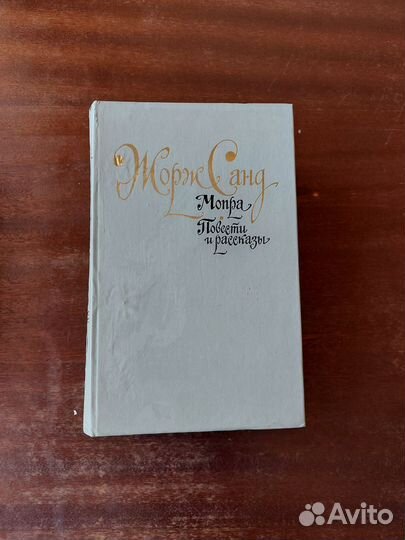 Жорж Санд
Мопра
Повести
и рассказы
Avito